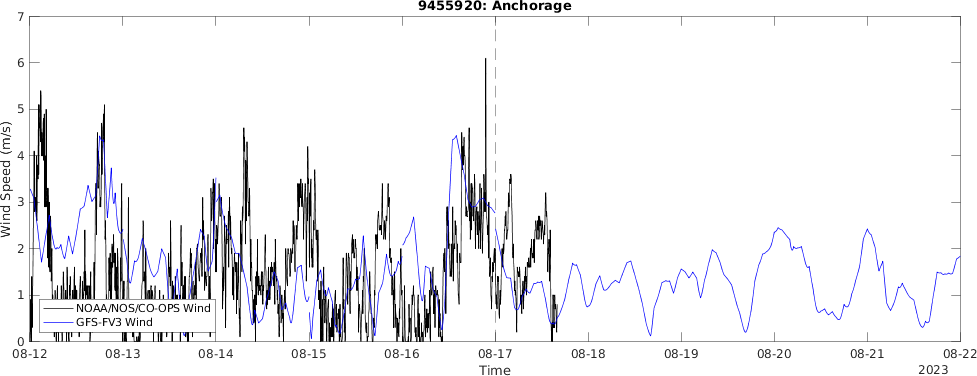 9455920: Anchorage
7
6
5
4
3
2
1
0
Wind Speed (m/s)
NOAA/NOS/CO-OPS Wind
GFS-FV3 Wind
08-12 08-13 08-14 08-15 08-16 08-17 08-18 08-19 08-20 08-21 08-22
Time
2023